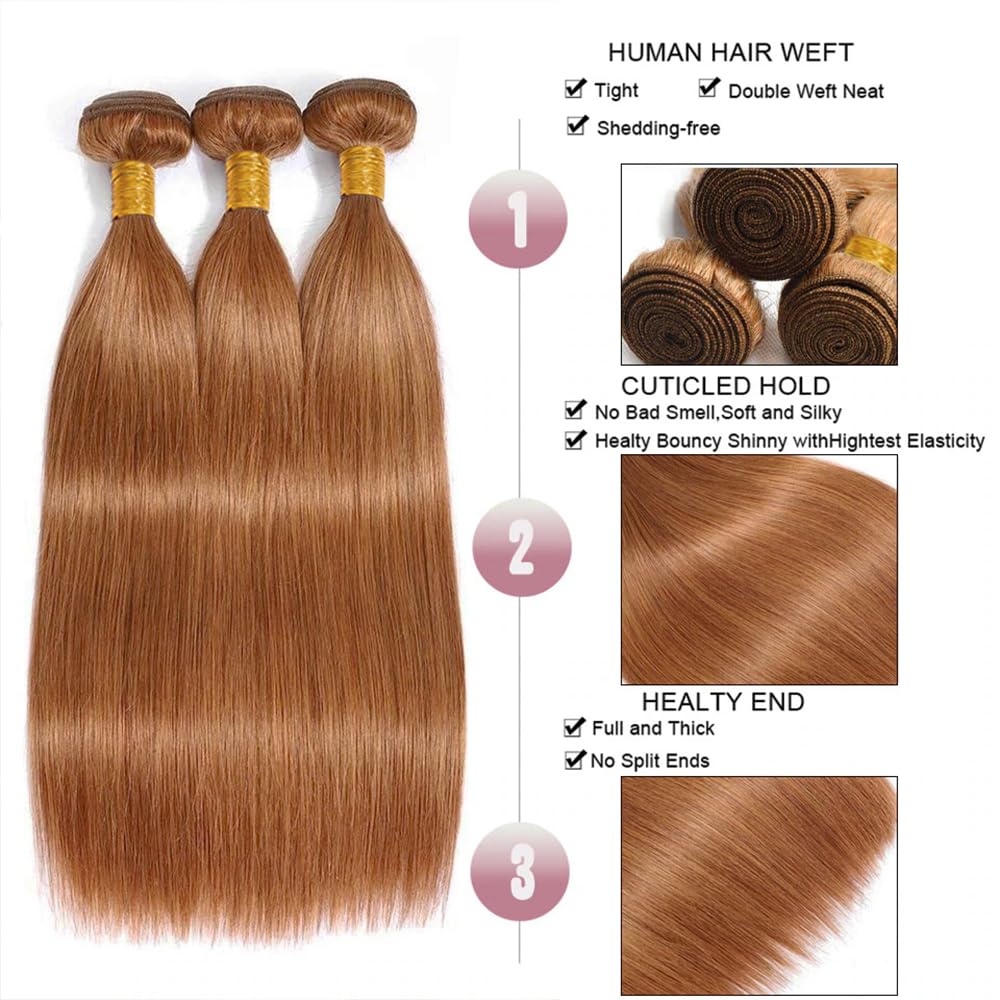 HUMAN HAIR WEFT
Tight
Double Weft Neat
Shedding-free
1
CUTICLED HOLD
No Bad Smell,Soft and Silky
Healty Bouncy Shinny withHightest Elasticity
2
HEALTY END
Full and Thick
No Split Ends
3